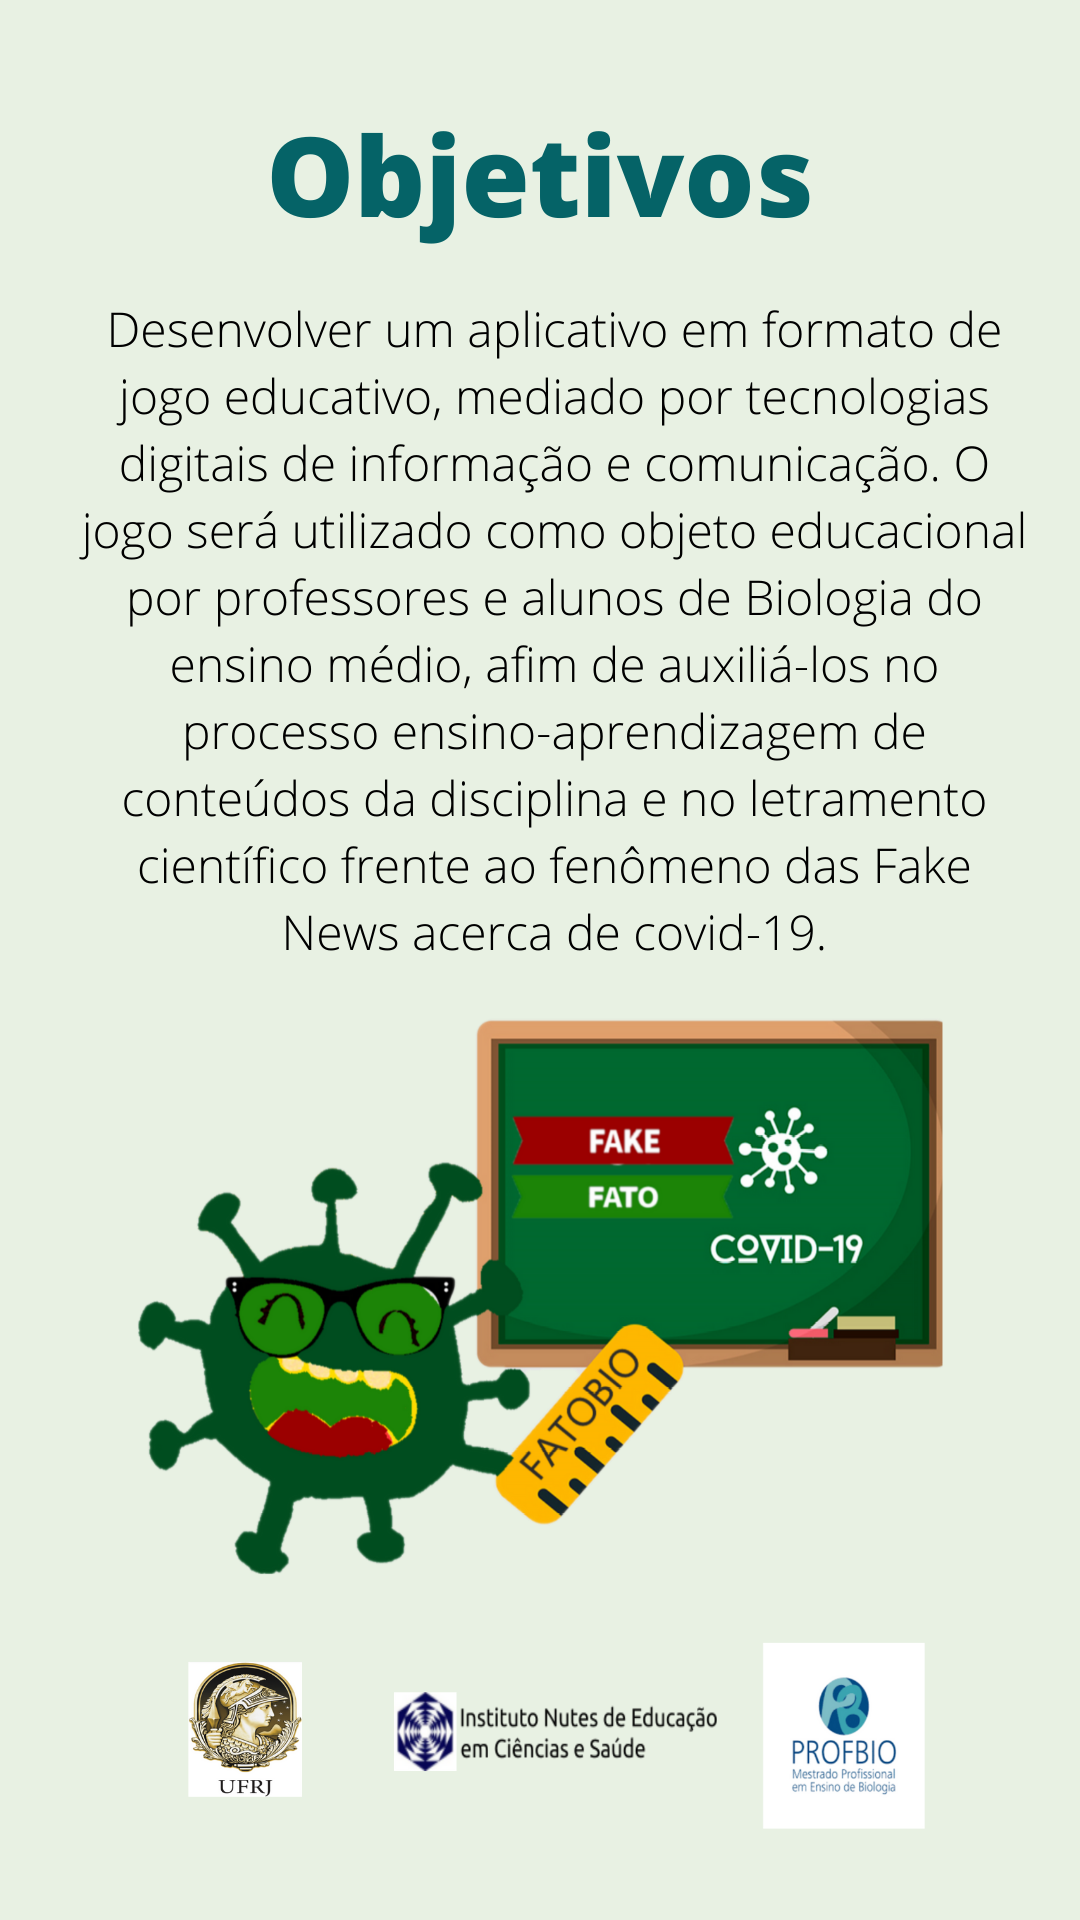 Objetivos
Desenvolver um aplicativo em formato de
jogo educativo, mediado por tecnologias
digitais de informação e comunicação. O
jogo será utilizado como objeto educacional
por professores e alunos de Biologia do
ensino médio, afim de auxiliá-los no
processo ensino-aprendizagem de
conteúdos da disciplina e no letramento
científico frente ao fenômeno das Fake
News acerca de covid-19.
FAKE
FATO
COVID-19
FATOBIO
UFRJ
Instituto Nutes de Educação
em Ciências e Saúde
PROFBIO
Mestrado Profissional
em Ensino de Biologia